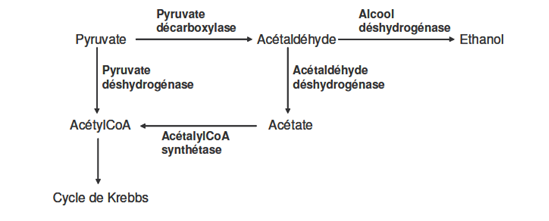 Pyruvate
décarboxylase
Alcool
déshydrogénase
Pyruvate
Acétaldéhyde
Ethanol
Pyruvate
déshydrogénase
Acétaldéhyde
déshydrogénase
AcétylCoA
Acétate
AcétalylCoA
synthétase
Cycle de Krebbs